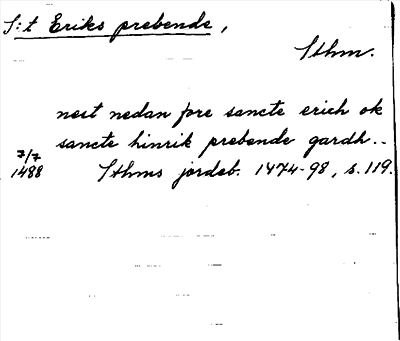 S:t Eriks prebende,
Sthm.
nest nedan fore sancte erich ok
sancte hinrik prebende gardh..
7/7
1488 Sthms jordeb. 1474-98, s. 119.